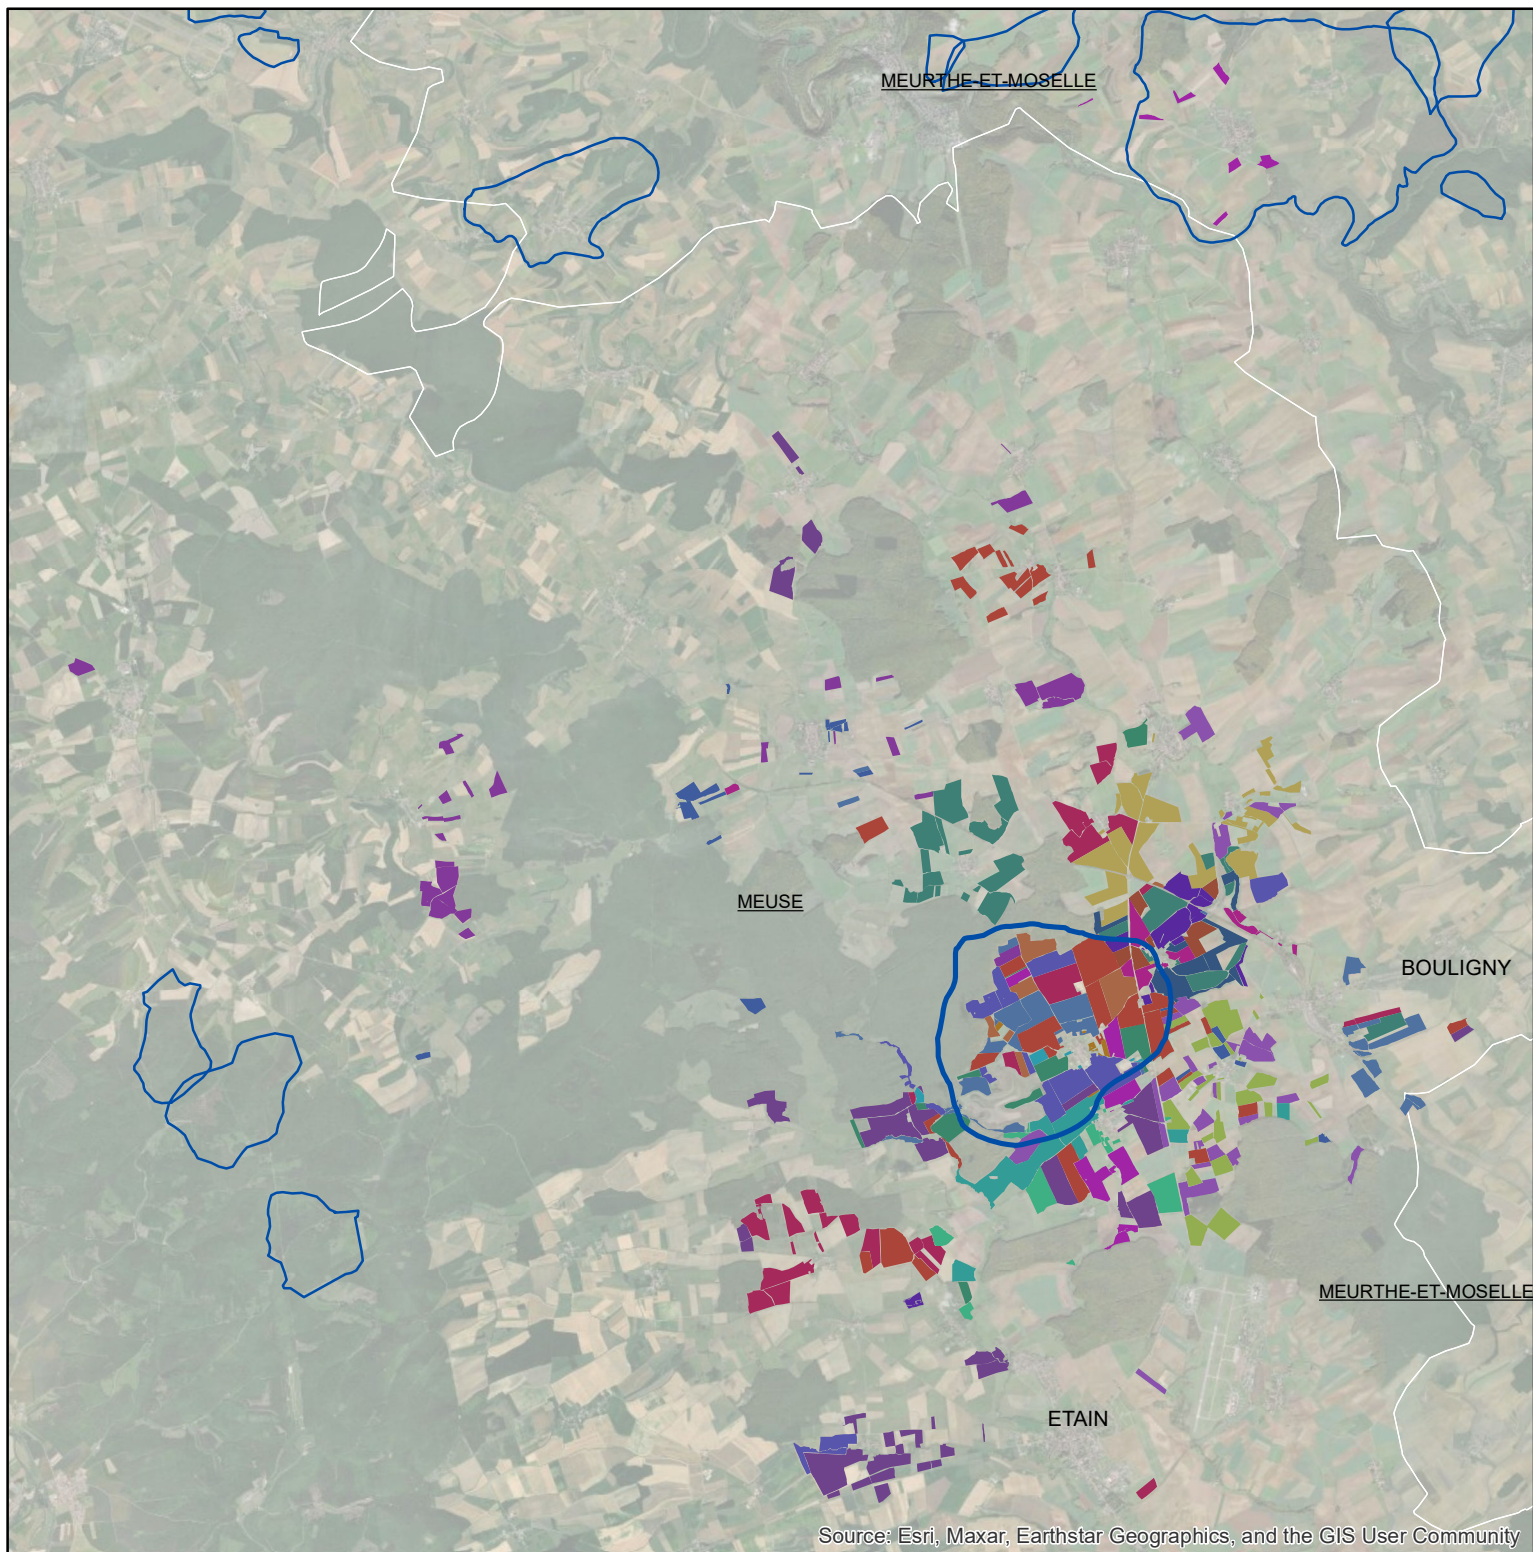 MEURTHE-ET-MOSELLE
MEUSE
BOULIGNY
MEURTHE-ET-MOSELLE
ETAIN
Source: Esri, Maxar, Earthstar Geographics, and the GIS User Community